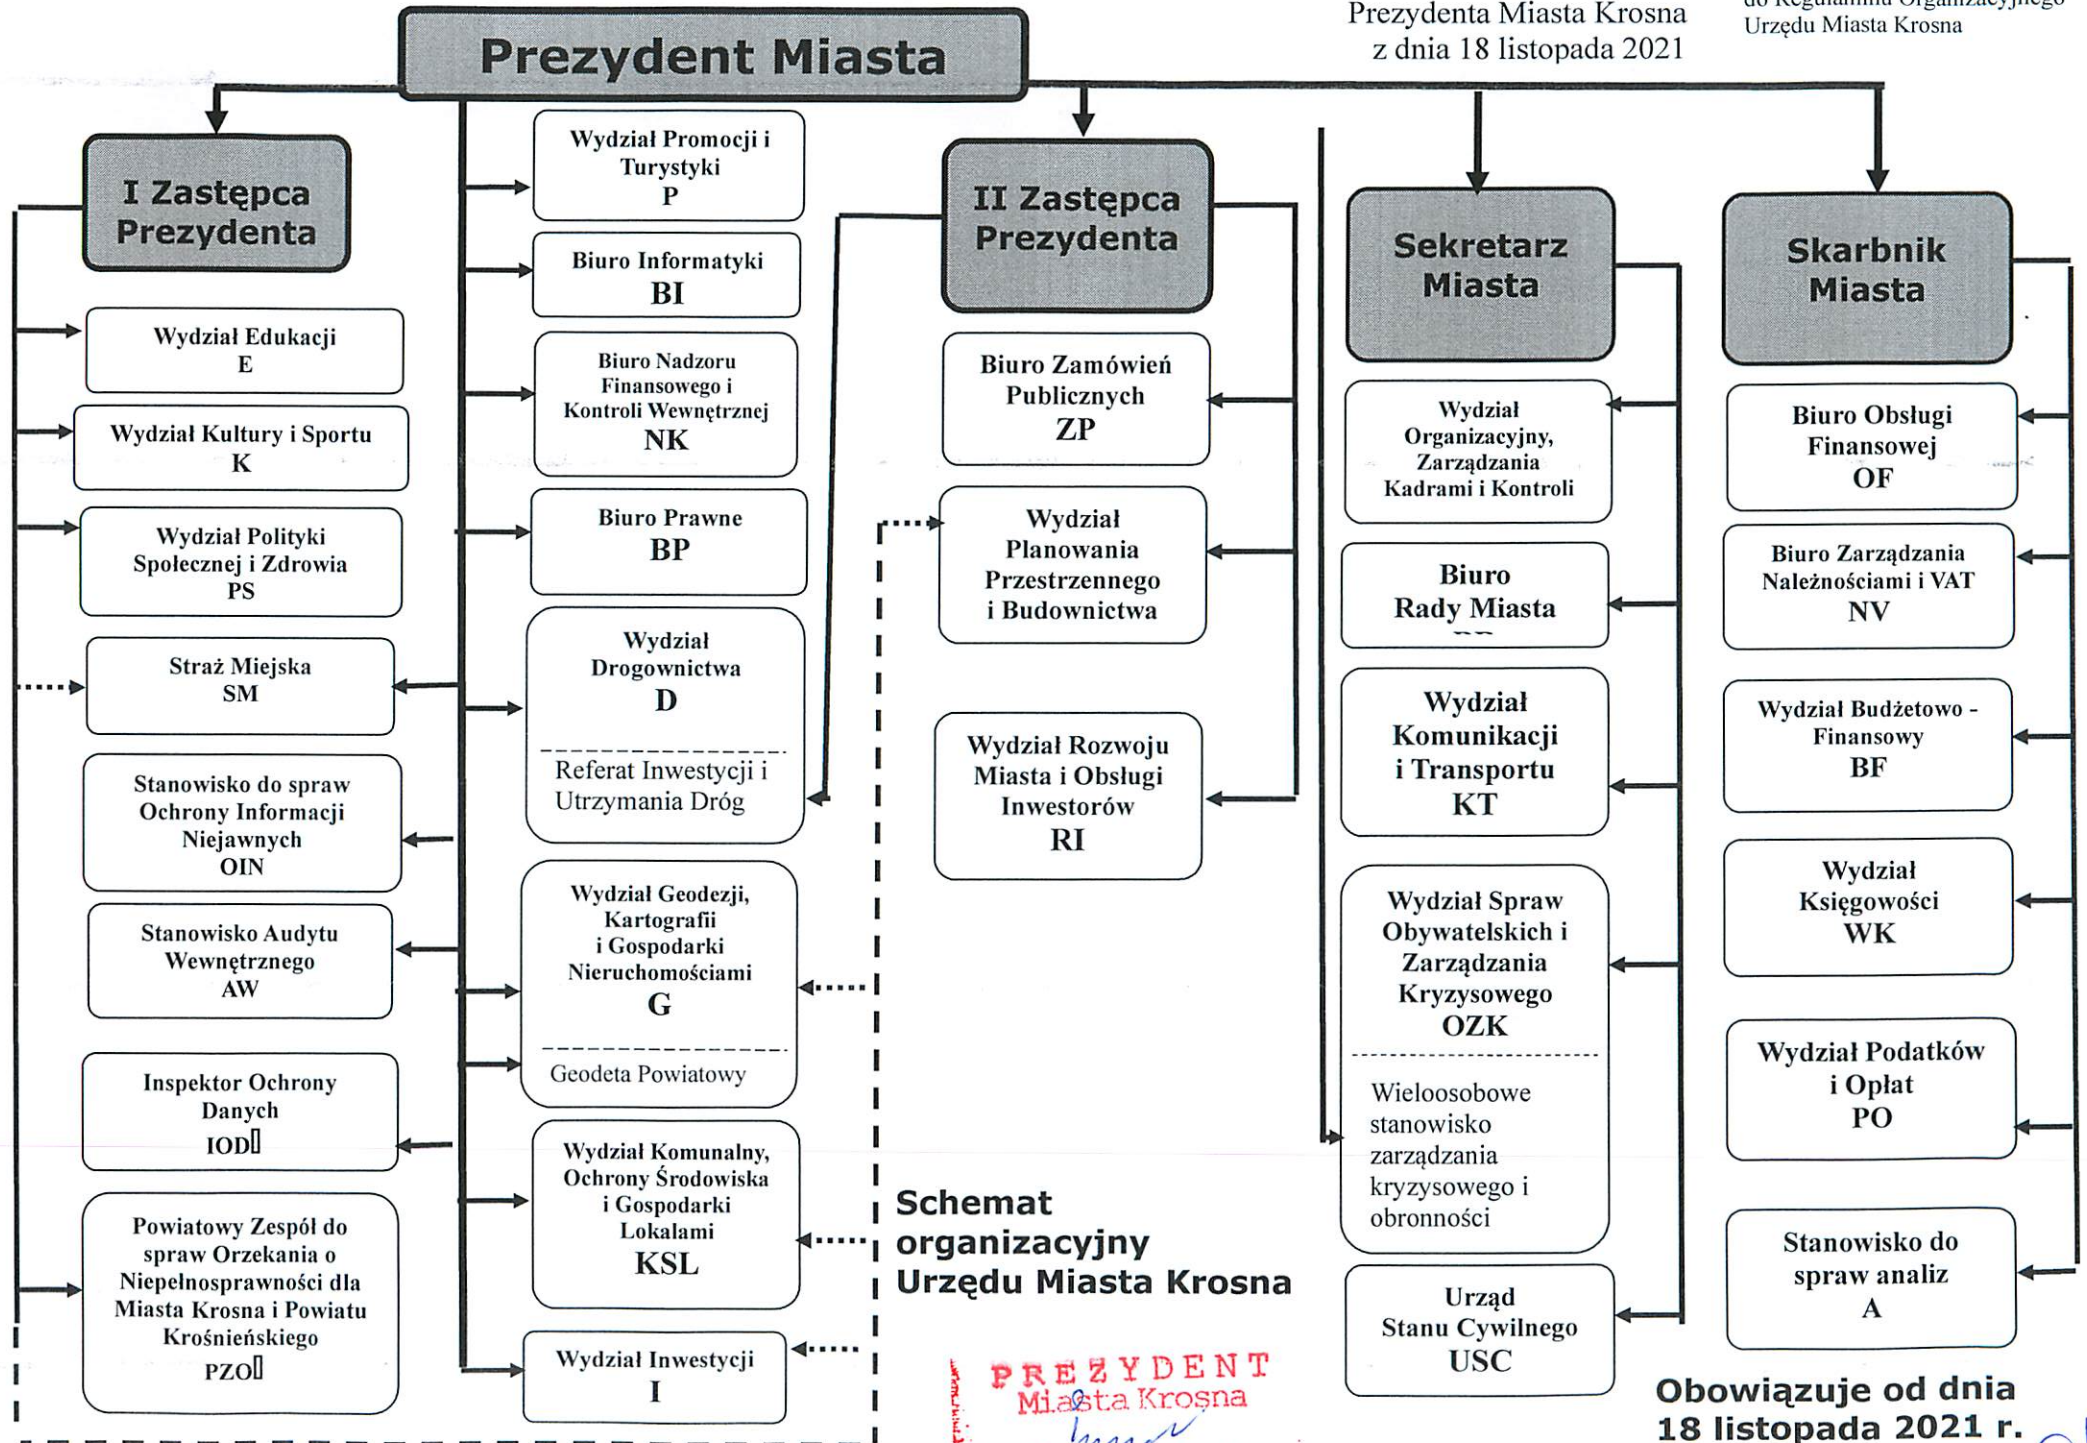 Prezydenta Miasta Krosna
z dnia 18 listopada 2021
do Regulaminu Organizacyjnego
Urzędu Miasta Krosna
Prezydent Miasta
I Zastępca
Prezydenta
Wydział Edukacji
E
Wydział Kultury i Sportu
K
Wydział Polityki
Społecznej i Zdrowia
PS
Straż Miejska
SM
Stanowisko do spraw
Ochrony Informacji
Niejawnych
OIN
Stanowisko Audytu
Wewnętrznego
AW
Inspektor Ochrony
Danych
IOD
Powiatowy Zespół do
spraw Orzekania o
Niepełnosprawności dla
Miasta Krosna i Powiatu
Krośnieńskiego
PZO
Wydział Promocji i
Turystyki
P
Biuro Informatyki
BI
Biuro Nadzoru
Finansowego i
Kontroli Wewnętrznej
NK
Biuro Prawne
BP
Wydział
Drogownictwa
D
Referat Inwestycji i
Utrzymania Dróg
Wydział Geodezji,
Kartografii
i Gospodarki
Nieruchomościami
G
Geodeta Powiatowy
Wydział Komunalny,
Ochrony Środowiska
i Gospodarki
Lokalami
KSL
Wydział Inwestycji
I
II Zastępca
Prezydenta
Biuro Zamówień
Publicznych
ZP
Wydział
Planowania
Przestrzennego
i Budownictwa
Wydział Rozwoju
Miasta i Obsługi
Inwestorów
RI
Sekretarz
Miasta
Wydział
Organizacyjny,
Zarządzania
Kadrami i Kontroli
Biuro
Rady Miasta
Wydział
Komunikacji
i Transportu
KT
Wydział Spraw
Obywatelskich i
Zarządzania
Kryzysowego
OZK
Wieloosobowe
stanowisko
zarządzania
kryzysowego i
obronności
Urząd
Stanu Cywilnego
USC
Skarbnik
Miasta
Biuro Obsługi
Finansowej
OF
Biuro Zarządzania
Należnościami i VAT
NV
Wydział Budżetowo -
Finansowy
BF
Wydział
Księgowości
WK
Wydział Podatków
i Opłat
PO
Stanowisko do
spraw analiz
A
Schemat
organizacyjny
Urzędu Miasta Krosna
PREZYDENT
Miasta Krosna
Obowiązuje od dnia
18 listopada 2021 r.